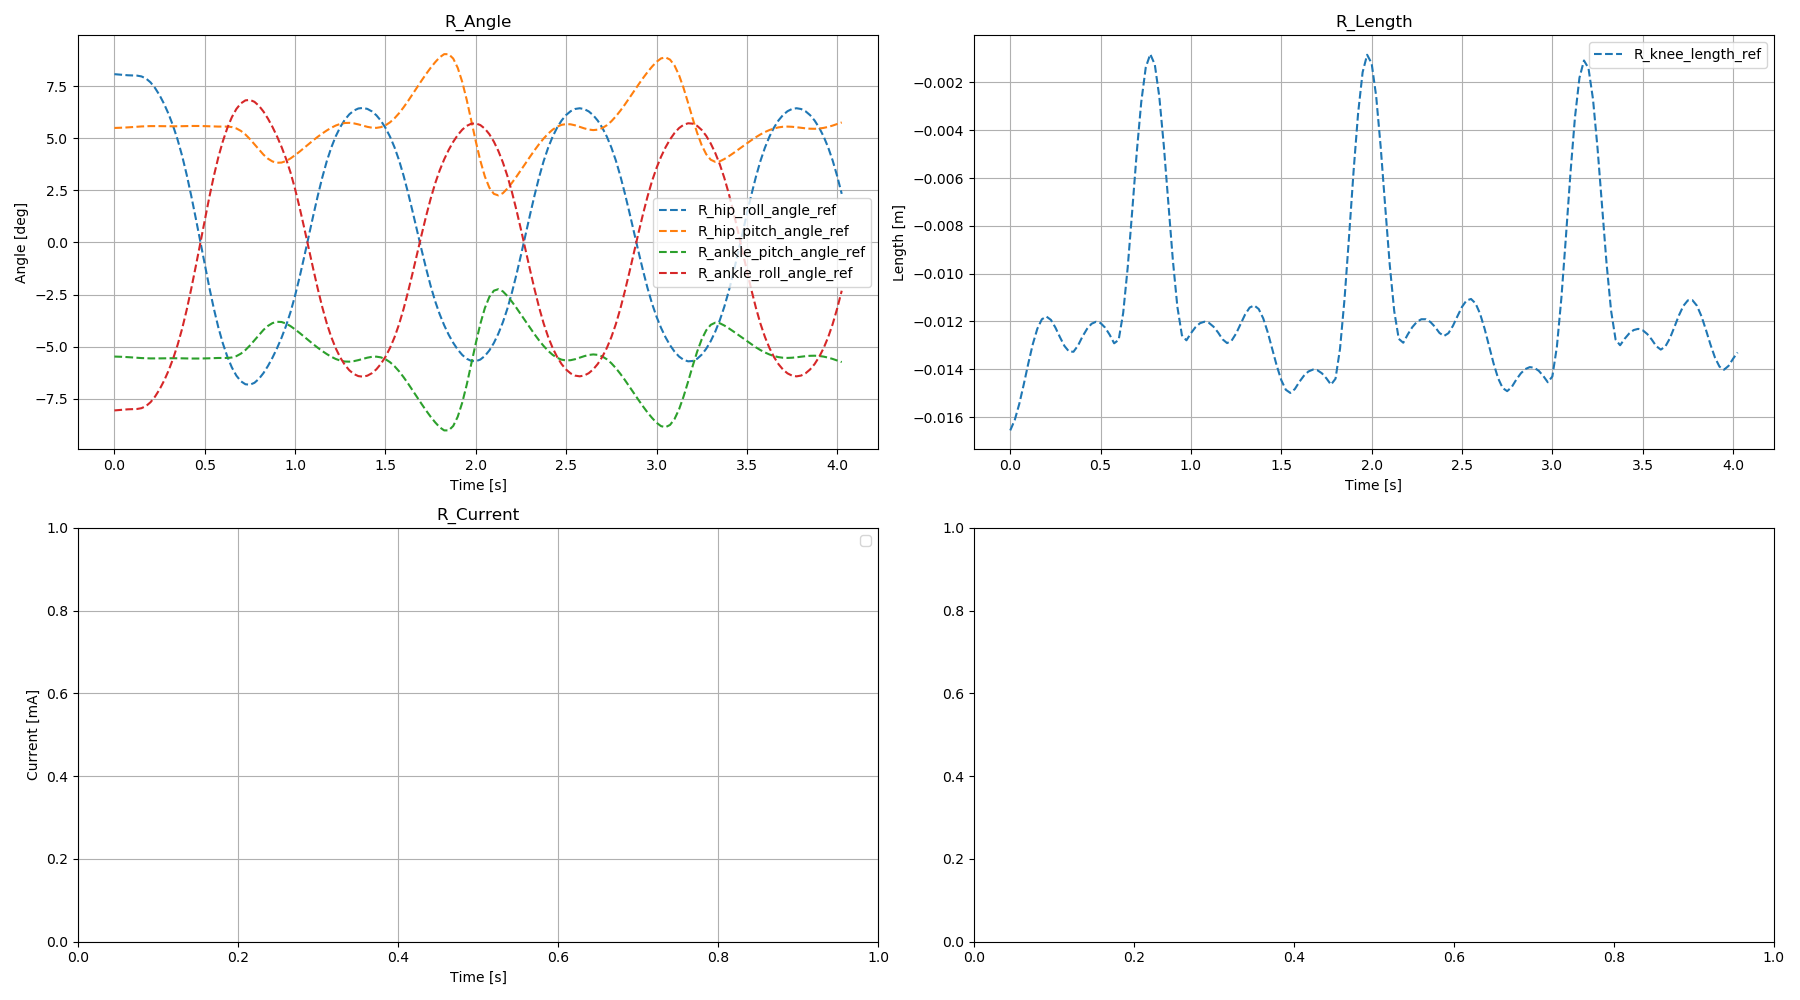 R_Angle
7.5
5.0
2.5
0.0
−2.5
−5.0
−7.5
Angle [deg]
R_hip_roll_angle_ref
R_hip_pitch_angle_ref
R_ankle_pitch_angle_ref
R_ankle_roll_angle_ref
0.0 0.5 1.0 1.5 2.0 2.5 3.0 3.5 4.0
Time [s]
R_Length
R_knee_length_ref
−0.002
−0.004
−0.006
−0.008
−0.010
−0.012
−0.014
−0.016
Length [m]
0.0 0.5 1.0 1.5 2.0 2.5 3.0 3.5 4.0
Time [s]
R_Current
1.0
0.8
0.6
0.4
0.2
0.0
Current [mA]
0.0 0.2 0.4 0.6 0.8 1.0
Time [s]
1.0
0.8
0.6
0.4
0.2
0.0
0.0 0.2 0.4 0.6 0.8 1.0